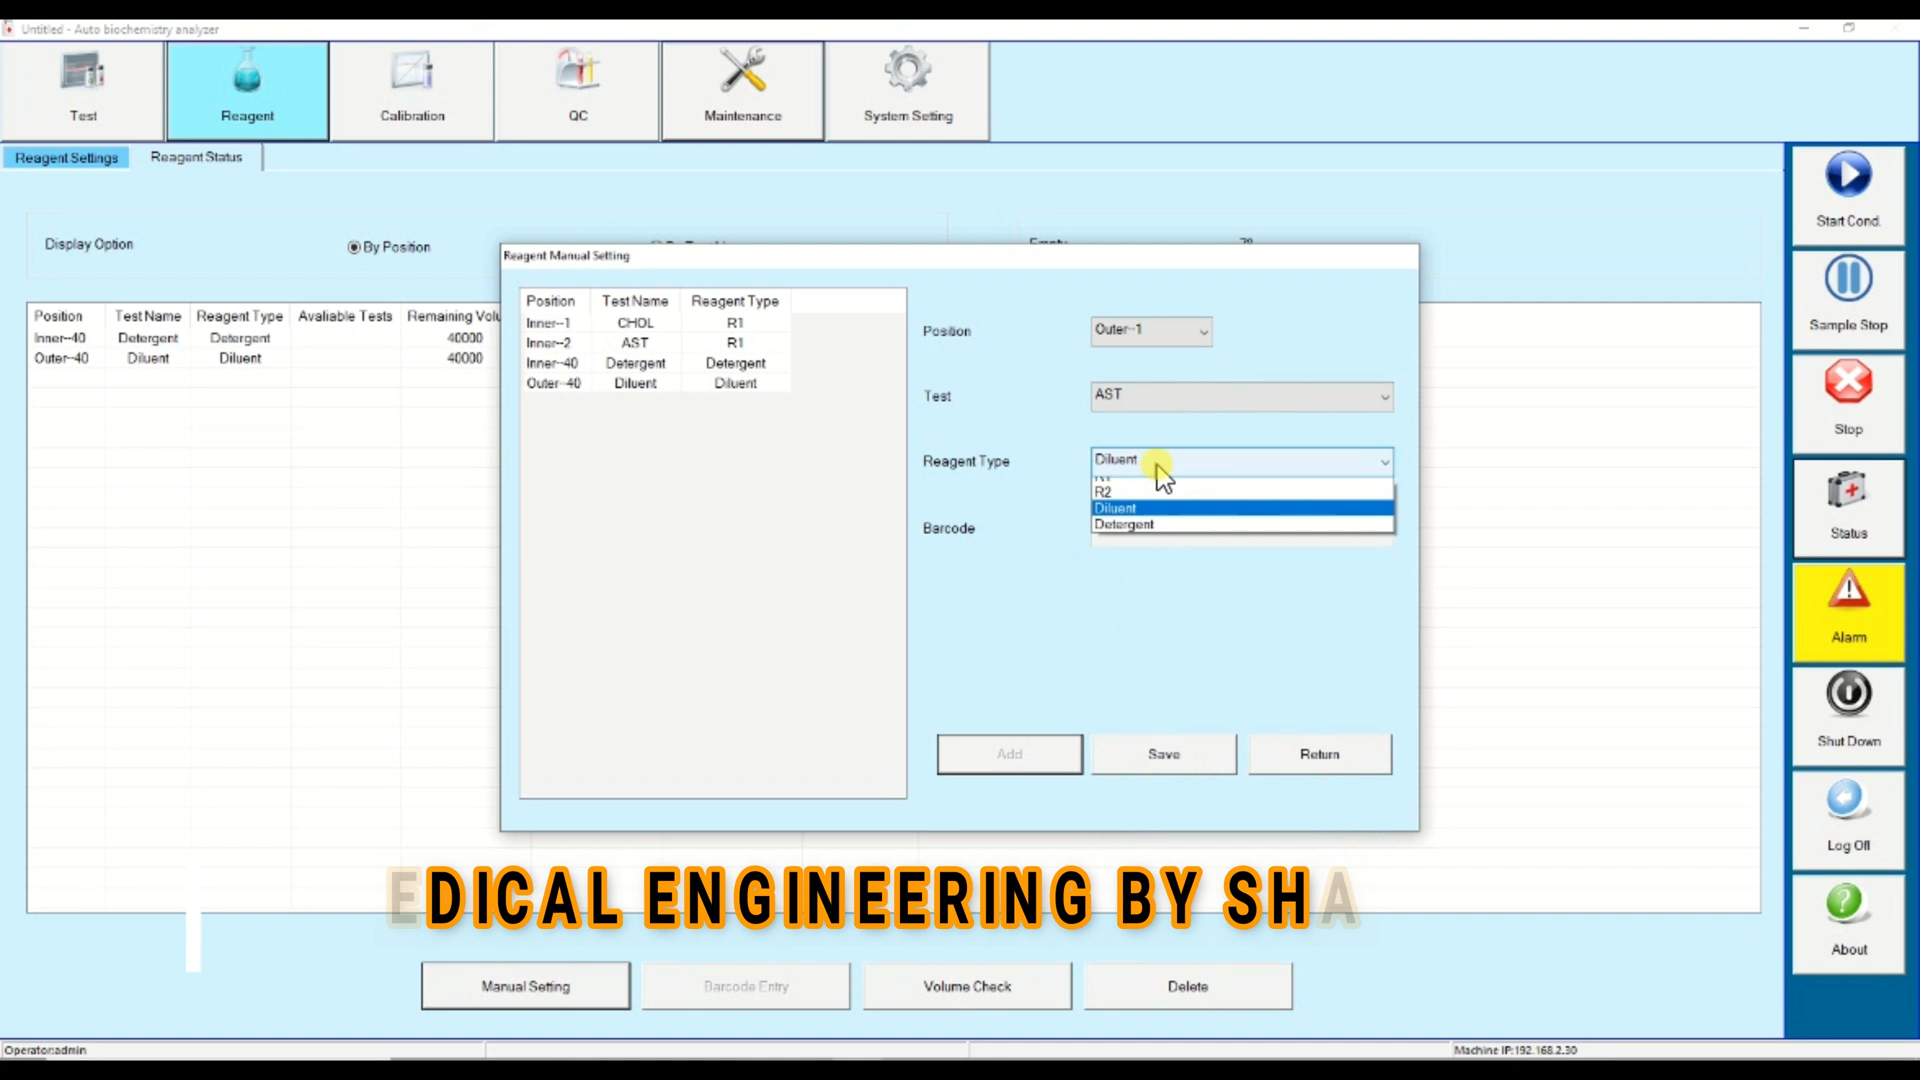 Untitled - Auto biochemistry analyzer
Test
Reagent
Calibration
QC
Maintenance
System Setting
Reagent Settings
Reagent Status
Display Option
By Position
Reagent Manual Setting
Position Test Name Reagent Type Avaliable Tests
Inner--40 Detergent Detergent 40000
Outer--40 Diluent Diluent 40000
Position Test Name Reagent Type
Inner--1 CHOL R1
Inner--2 AST R1
Inner--40 Detergent Detergent
Outer--40 Diluent Diluent
Position Outer--1
Test AST
Reagent Type Diluent
R2
Diluent
Detergent
Barcode
Add
Save
Return
EDICAL ENGINEERING BY SHA
Manual Setting
Barcode Entry
Volume Check
Delete
Start Cond.
Sample Stop
Stop
Status
Alarm
Shut Down
Log Off
About
Operator:admin
Machine IP:192.168.2.30